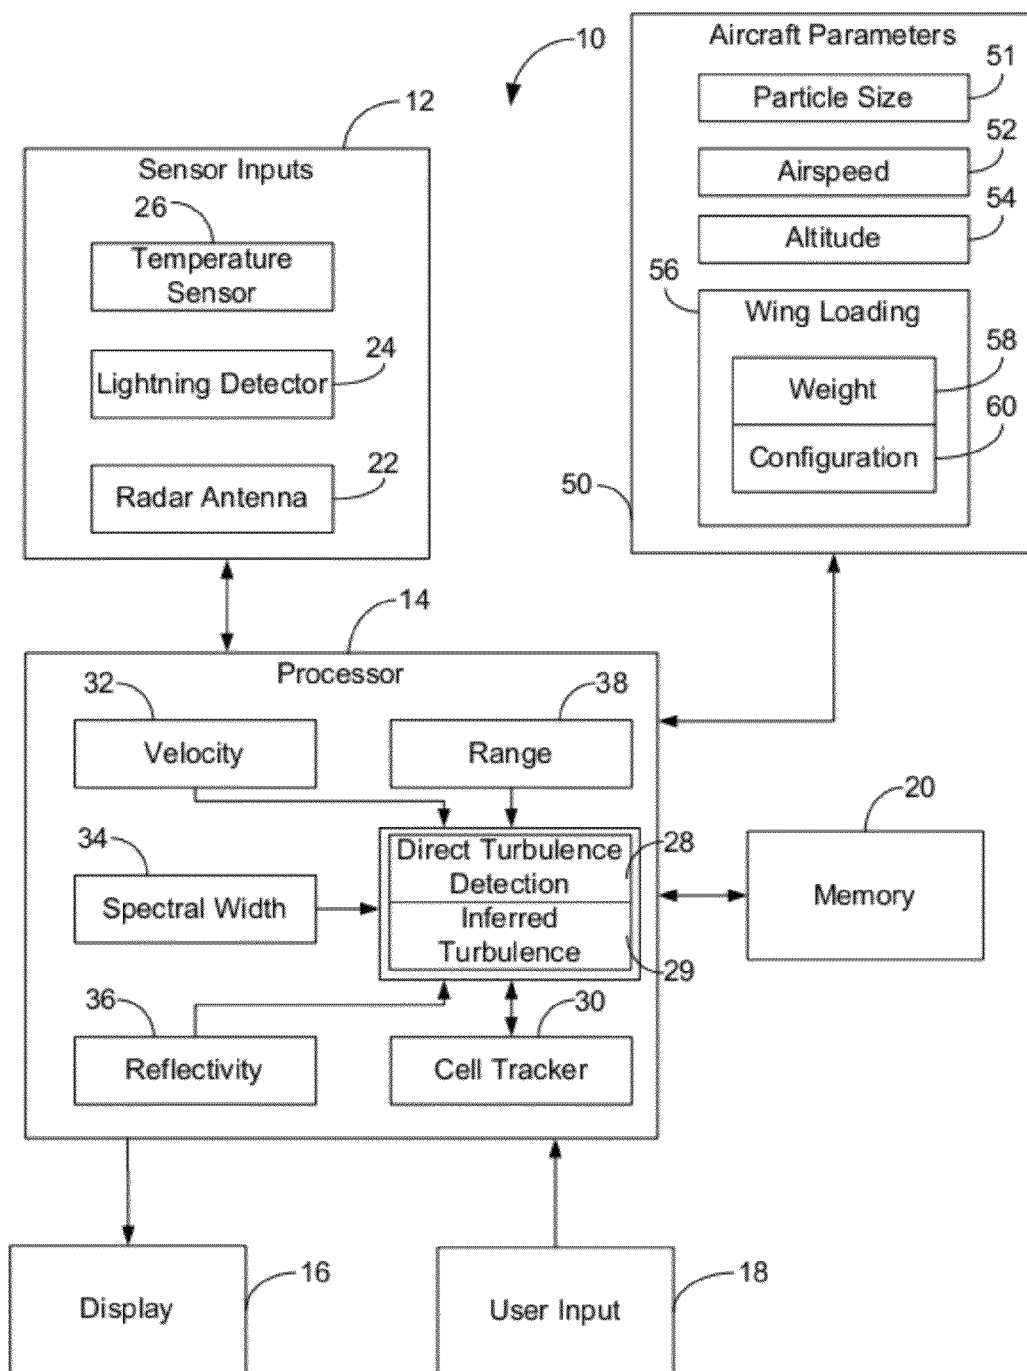 10
Aircraft Parameters
51
Particle Size
52
Airspeed
54
Altitude
56
Wing Loading
58
Weight
60
Configuration
50
12
Sensor Inputs
26
Temperature
Sensor
24
Lightning Detector
22
Radar Antenna
14
Processor
32
Velocity
38
Range
34
Spectral Width
Direct Turbulence
Detection
28
Inferred
Turbulence
29
36
Reflectivity
30
Cell Tracker
20
Memory
Display
16
User Input
18